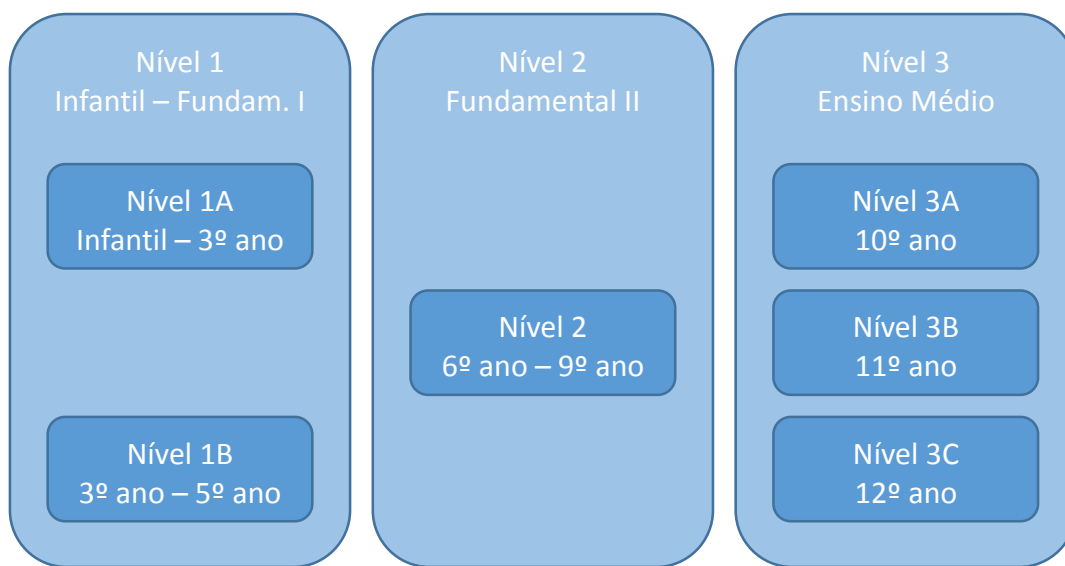 Nível 1
Infantil – Fundam. I
Nível 1A
Infantil – 3º ano
Nível 1B
3º ano – 5º ano
Nível 2
Fundamental II
Nível 2
6º ano – 9º ano
Nível 3
Ensino Médio
Nível 3A
10º ano
Nível 3B
11º ano
Nível 3C
12º ano